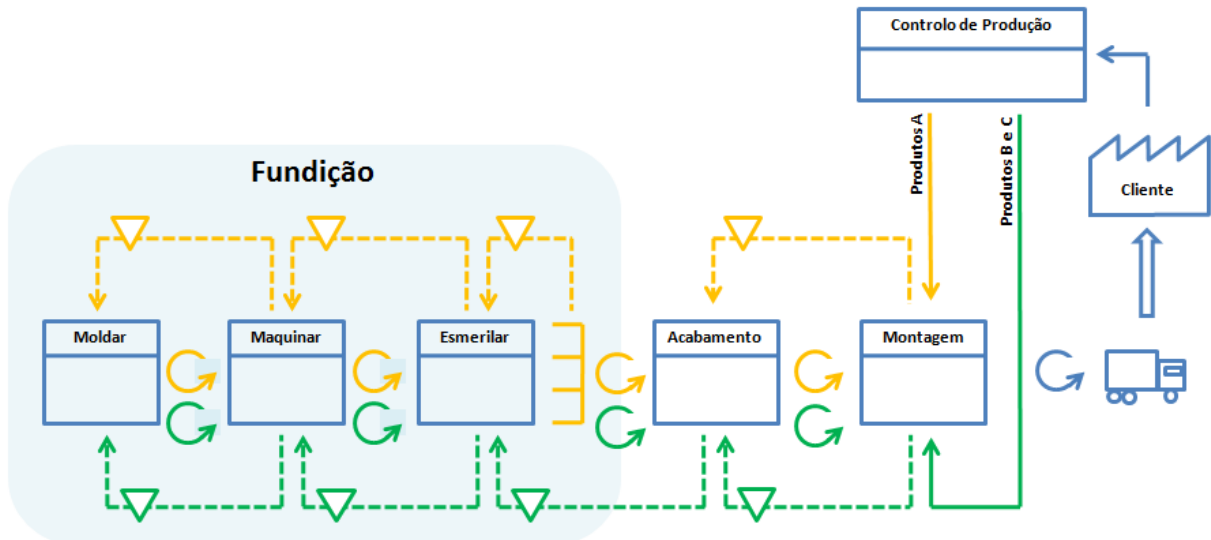 Controlo de Produção
Produtos A
Produtos B e C
Cliente
Fundição
Moldar
Maquinar
Esmerilar
Acabamento
Montagem